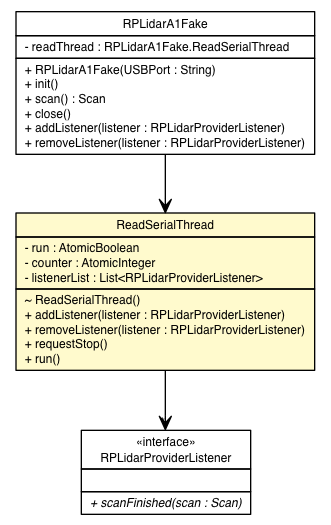 RPLidarA1Fake
- readThread : RPLidarA1Fake.ReadSerialThread
+ RPLidarA1Fake(USBPort : String)
+ init()
+ scan() : Scan
+ close()
+ addListener(listener : RPLidarProviderListener)
+ removeListener(listener : RPLidarProviderListener)
ReadSerialThread
- run : AtomicBoolean
- counter : AtomicInteger
- listenerList : List<RPLidarProviderListener>
~ ReadSerialThread()
+ addListener(listener : RPLidarProviderListener)
+ removeListener(listener : RPLidarProviderListener)
+ requestStop()
+ run()
«interface»
RPLidarProviderListener
+ scanFinished(scan : Scan)